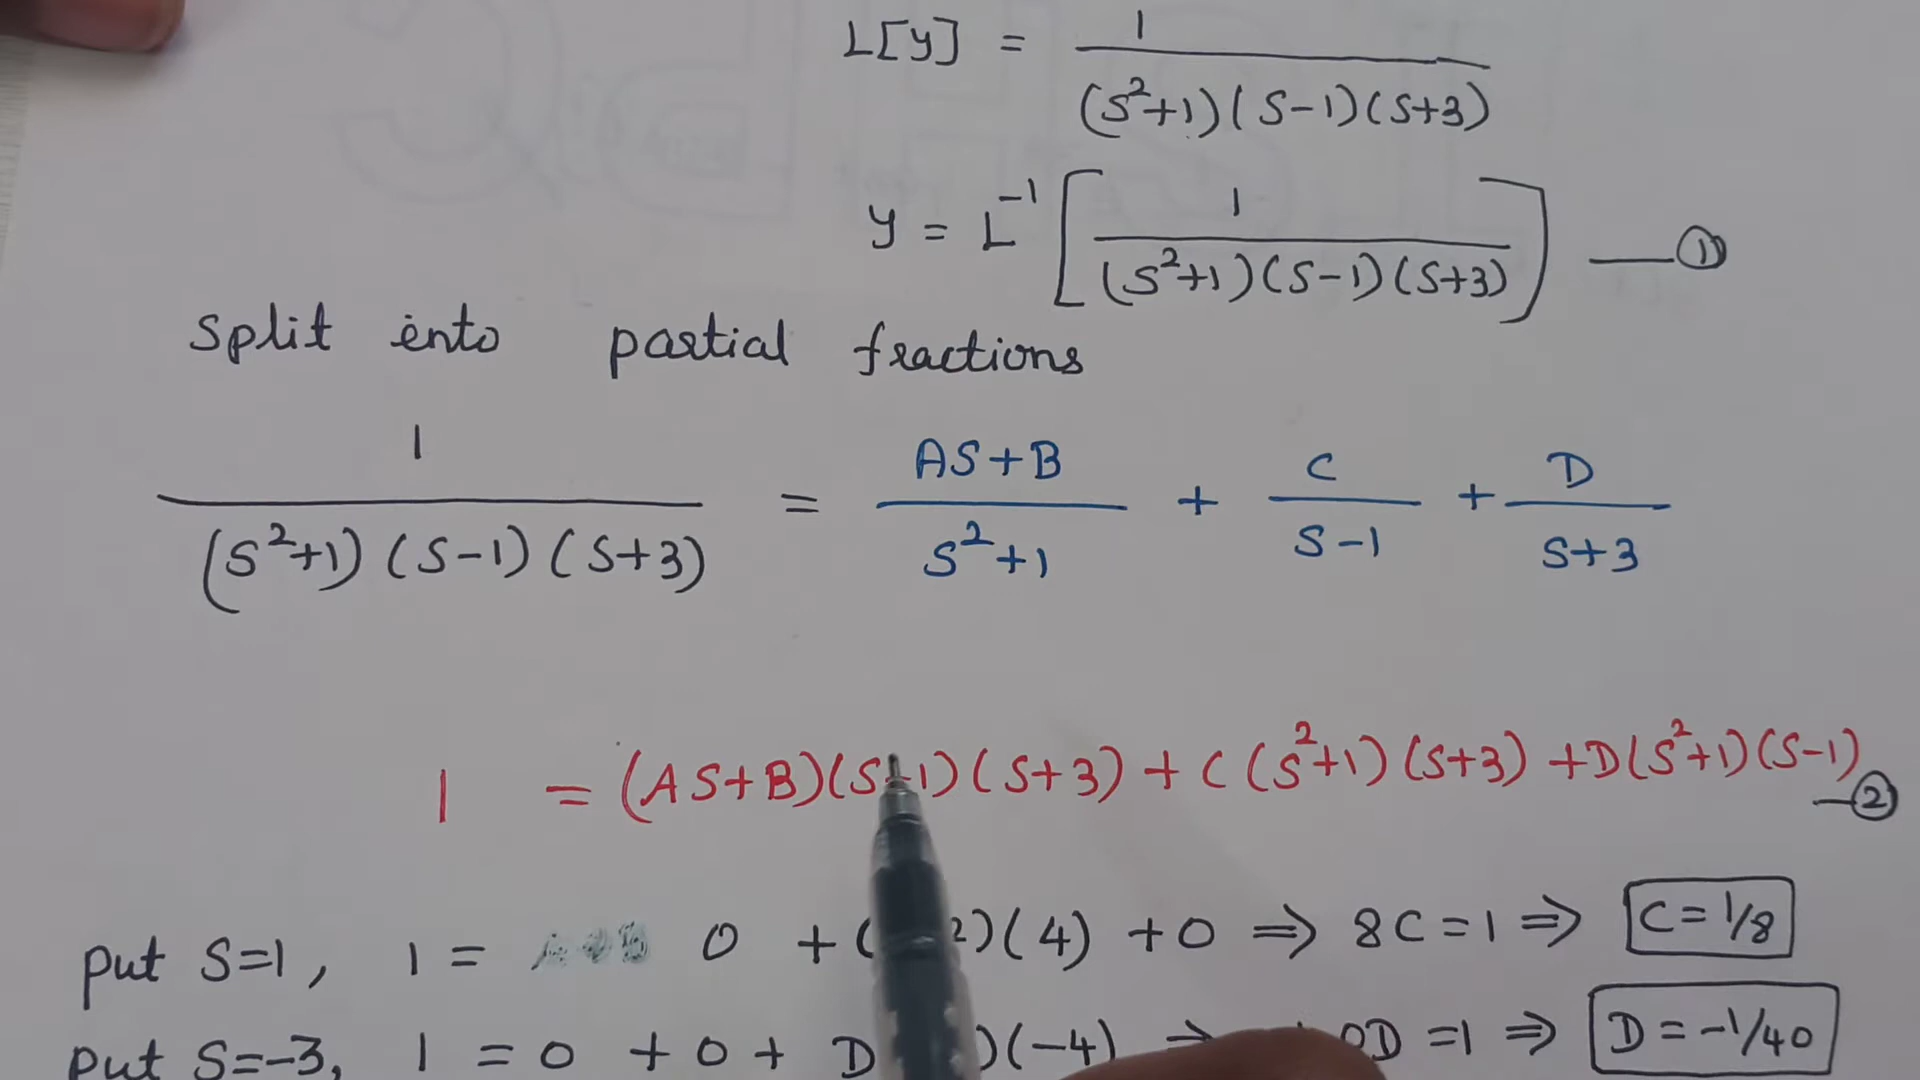 L[y] = 1/((S²+1)(S-1)(S+3))
y = L⁻¹[1/((S²+1)(S-1)(S+3))] —①
Split into partial fractions
1/((S²+1)(S-1)(S+3)) = (AS+B)/(S²+1) + C/(S-1) + D/(S+3)
1 = (AS+B)(S-1)(S+3) + C(S²+1)(S+3) + D(S²+1)(S-1) —②
put S=1, 1 = 0 + ( 2)(4) + 0 ⇒ 8C = 1 ⇒ C = 1/8
put S=-3, 1 = 0 + 0 + D )(-4) ⇒ 0D = 1 ⇒ D = -1/40